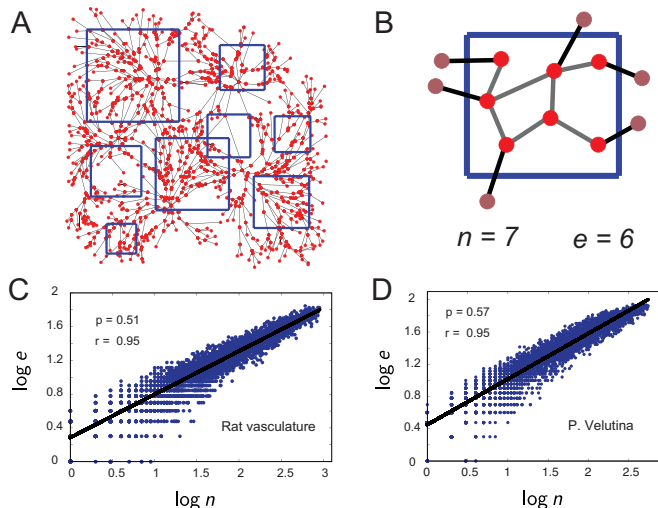 A
B
n = 7 e = 6
C
2
1.6
1.2
0.8
0.4
0
log e
p = 0.51
r = 0.95
Rat vasculature
0 0.5 1 1.5 2 2.5 3
log n
D
2
1.6
1.2
0.8
0.4
0
log e
p = 0.57
r = 0.95
P. Velutina
0 0.5 1 1.5 2 2.5
log n